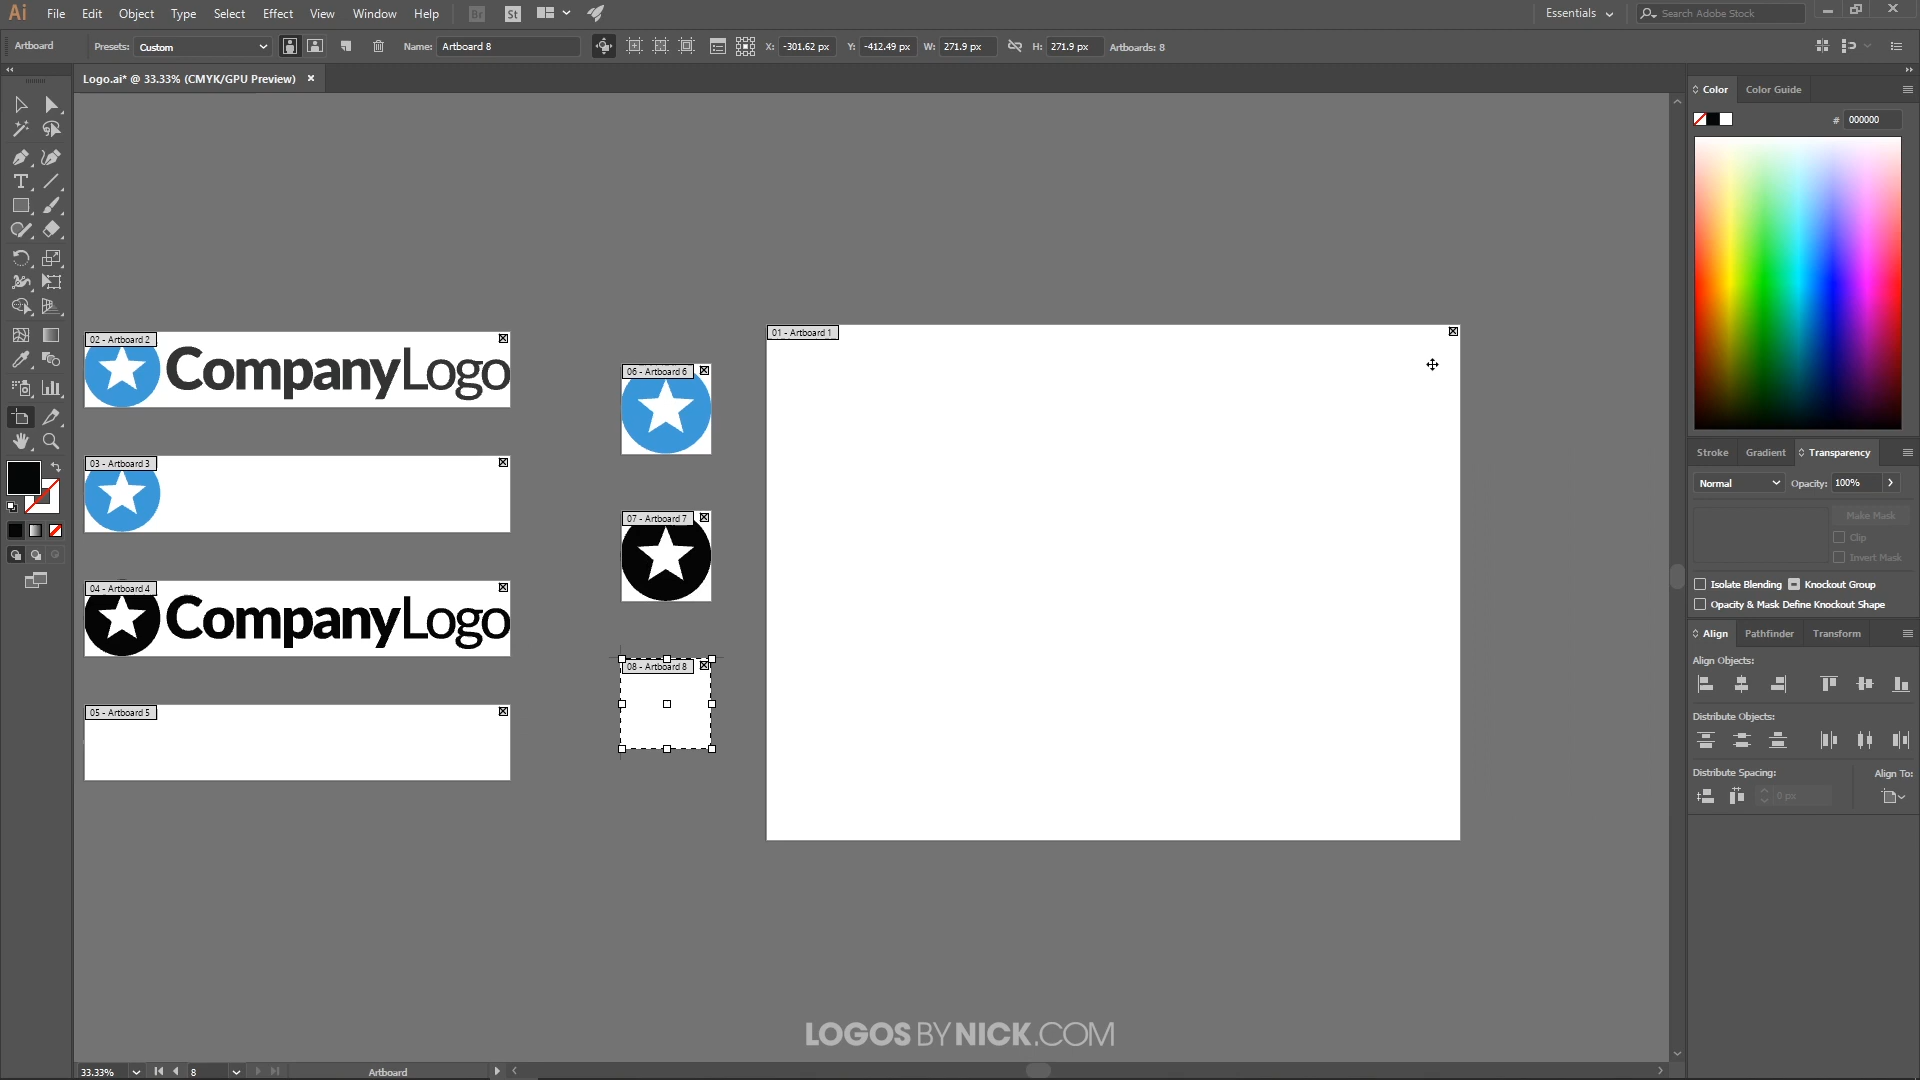 Ai File Edit Object Type Select Effect View Window Help Br St Essentials Search Adobe Stock
Artboard Presets: Custom Name: Artboard 8 X: -301.62 px Y: -412.49 px W: 271.9 px H: 271.9 px Artboards: 8
Logo.ai* @ 33.33% (CMYK/GPU Preview)
Color Color Guide
# 000000
01 - Artboard 1
02 - Artboard 2
CompanyLogo
06 - Artboard 6
03 - Artboard 3
07 - Artboard 7
04 - Artboard 4
CompanyLogo
08 - Artboard 8
05 - Artboard 5
Stroke Gradient Transparency
Normal Opacity: 100%
Make Mask
Clip
Invert Mask
Isolate Blending Knockout Group
Opacity & Mask Define Knockout Shape
Align Pathfinder Transform
Align Objects:
Distribute Objects:
Distribute Spacing: Align To:
0 px
LOGOS BY NICK.COM
33.33% 8 Artboard